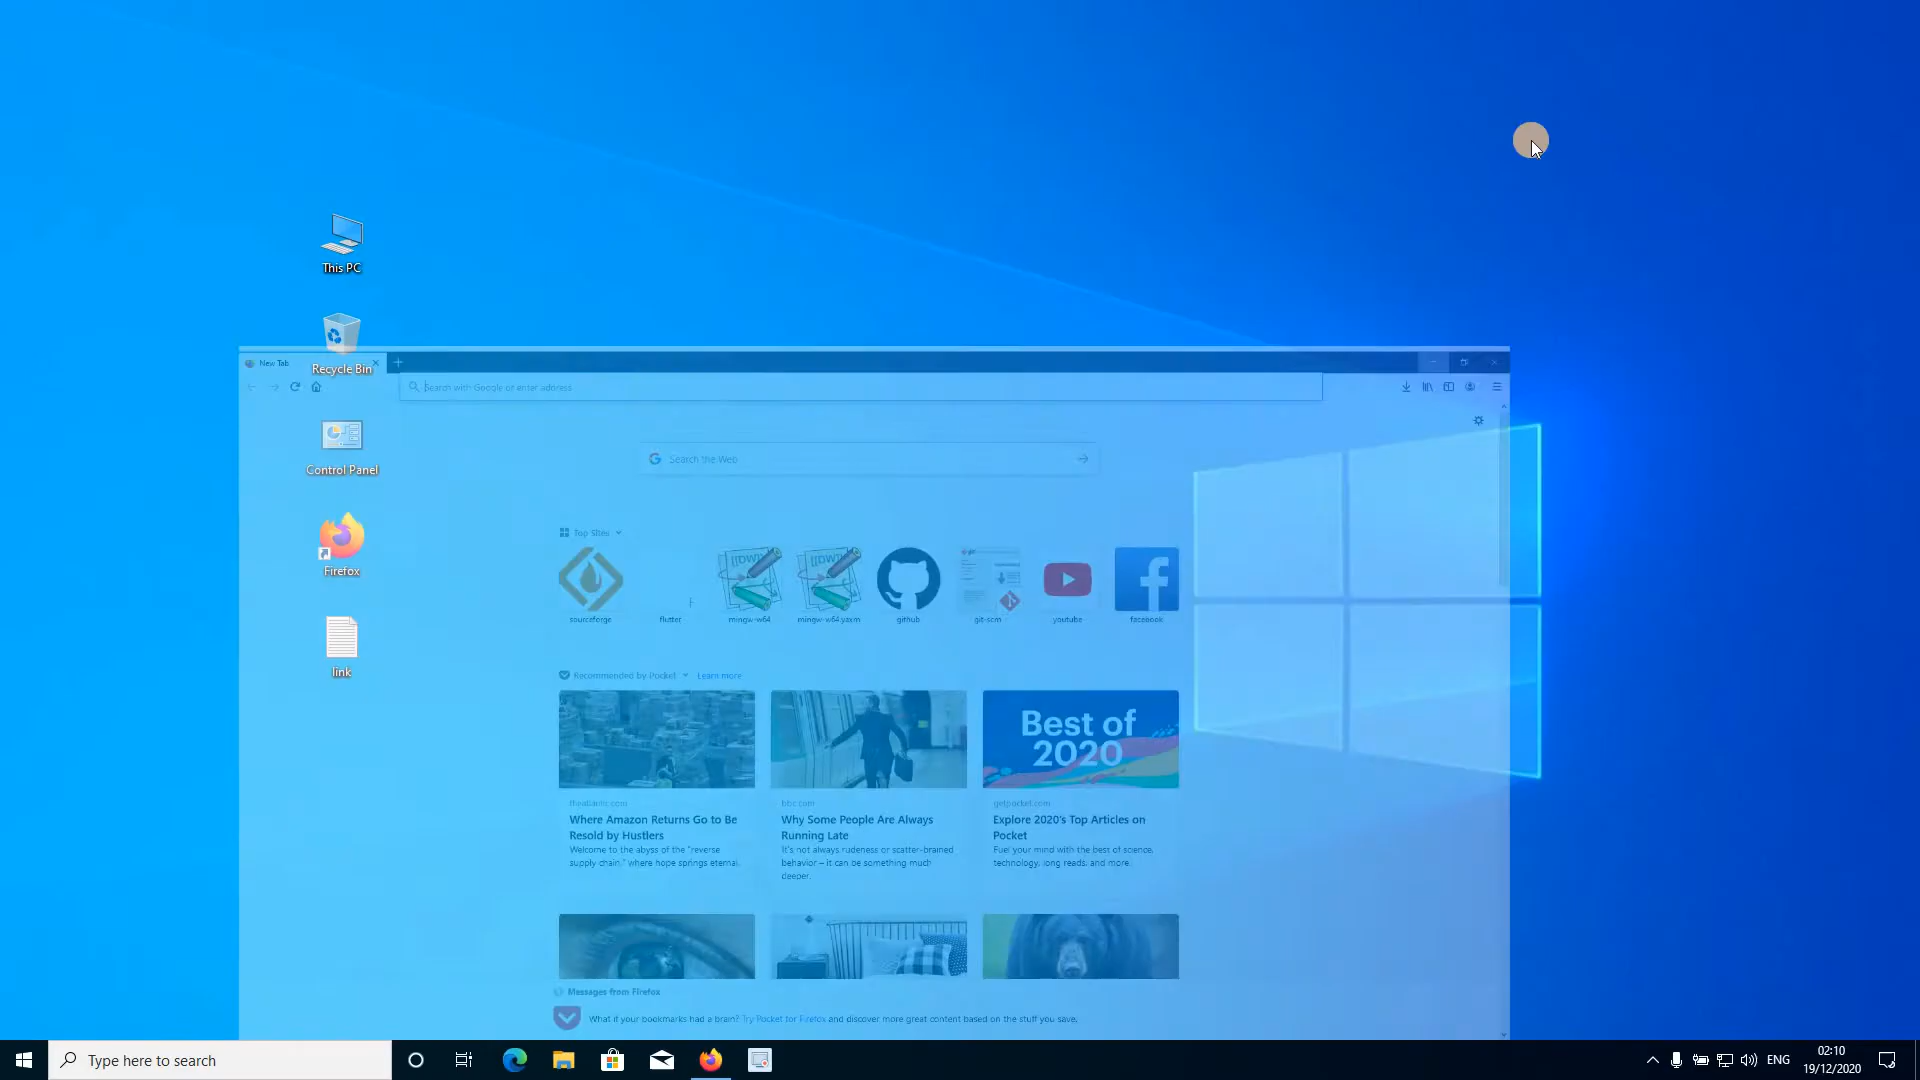 This PC
Recycle Bin
Control Panel
Firefox
link
New Tab
Search with Google or enter address
Search the Web
Top Sites
sourceforge
flutter
mingw-w64
mingw-w64.yaxm
github
git-scm
youtube
facebook
Recommended by Pocket
Learn more
Best of
2020
theatlantic.com
Where Amazon Returns Go to Be
Resold by Hustlers
Welcome to the abyss of the "reverse
supply chain," where hope springs eternal.
bbc.com
Why Some People Are Always
Running Late
It's not always rudeness or scatter-brained
behavior – it can be something much
deeper.
getpocket.com
Explore 2020's Top Articles on
Pocket
Fuel your mind with the best of science,
technology, long reads, and more.
Messages from Firefox
What if your bookmarks had a brain? Try Pocket for Firefox and discover more great content based on the stuff you save.
Type here to search
ENG
02:10
19/12/2020